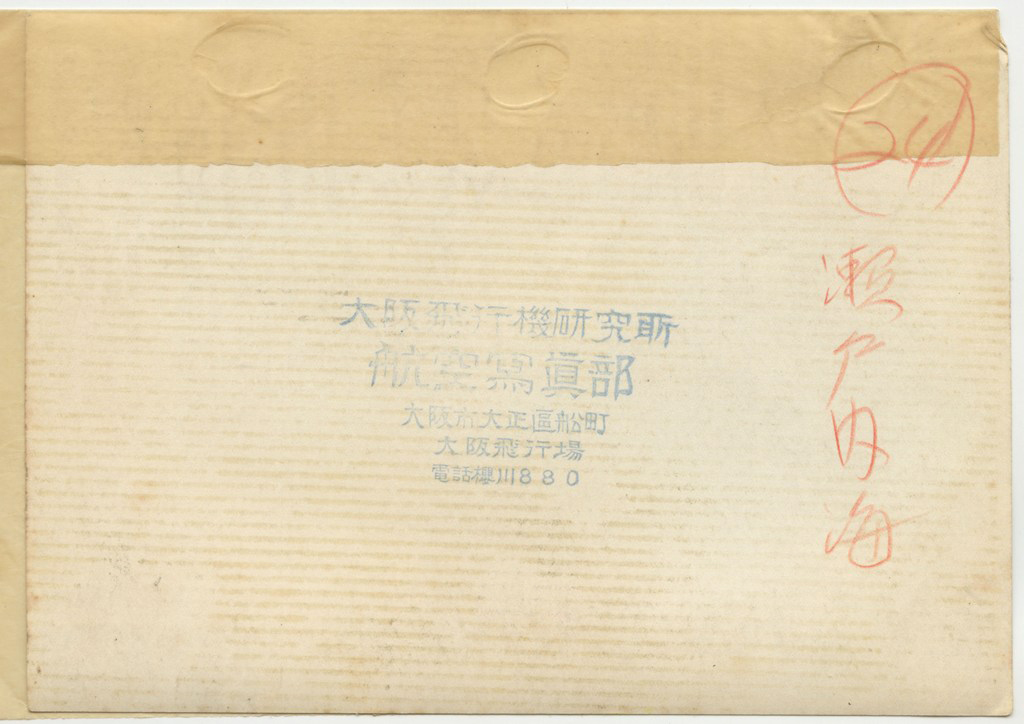 24
瀬戸内海
大阪飛行機研究所
航空寫眞部
大阪市大正區船町
大阪飛行場
電話櫻川880